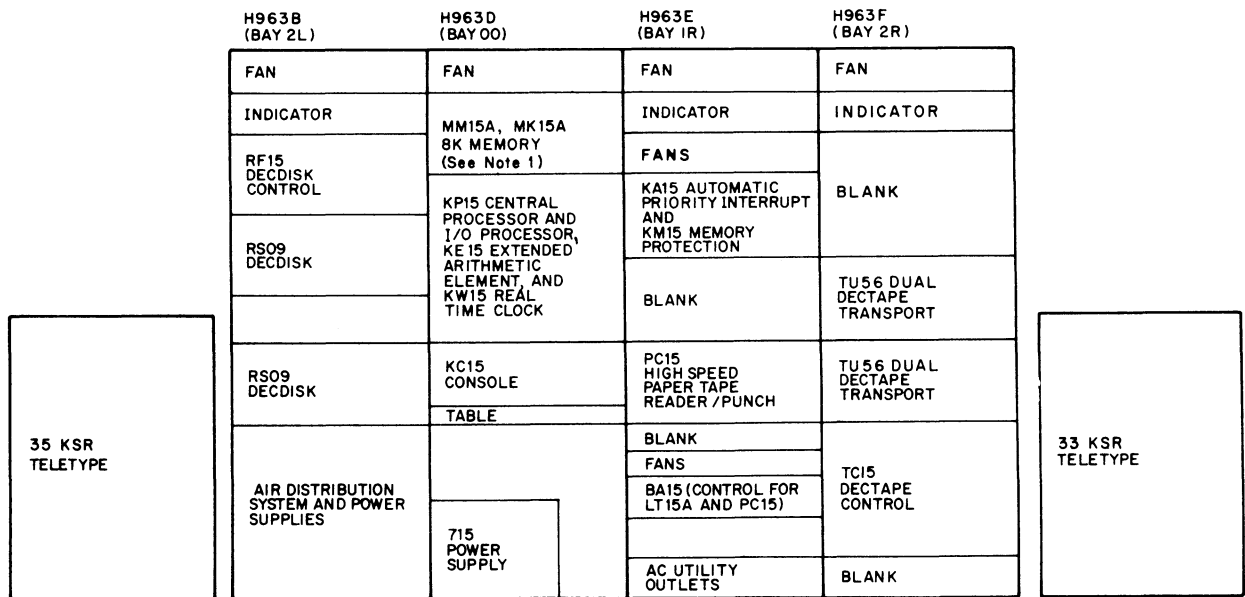 H963B
(BAY 2L)
H963D
(BAY 00)
H963E
(BAY 1R)
H963F
(BAY 2R)
FAN
FAN
FAN
FAN
INDICATOR
MM15A, MK15A
8K MEMORY
(See Note 1)
INDICATOR
INDICATOR
RF15
DECDISK
CONTROL
FANS
BLANK
KA15 AUTOMATIC
PRIORITY INTERRUPT
AND
KM15 MEMORY
PROTECTION
KP15 CENTRAL
PROCESSOR AND
I/O PROCESSOR,
KE15 EXTENDED
ARITHMETIC
ELEMENT, AND
KW15 REAL
TIME CLOCK
RS09
DECDISK
BLANK
TU56 DUAL
DECTAPE
TRANSPORT
RS09
DECDISK
KC15
CONSOLE
TABLE
PC15
HIGH SPEED
PAPER TAPE
READER/PUNCH
TU56 DUAL
DECTAPE
TRANSPORT
35 KSR
TELETYPE
AIR DISTRIBUTION
SYSTEM AND POWER
SUPPLIES
715
POWER
SUPPLY
BLANK
FANS
BA15 (CONTROL FOR
LT15A AND PC15)
AC UTILITY
OUTLETS
TC15
DECTAPE
CONTROL
BLANK
33 KSR
TELETYPE